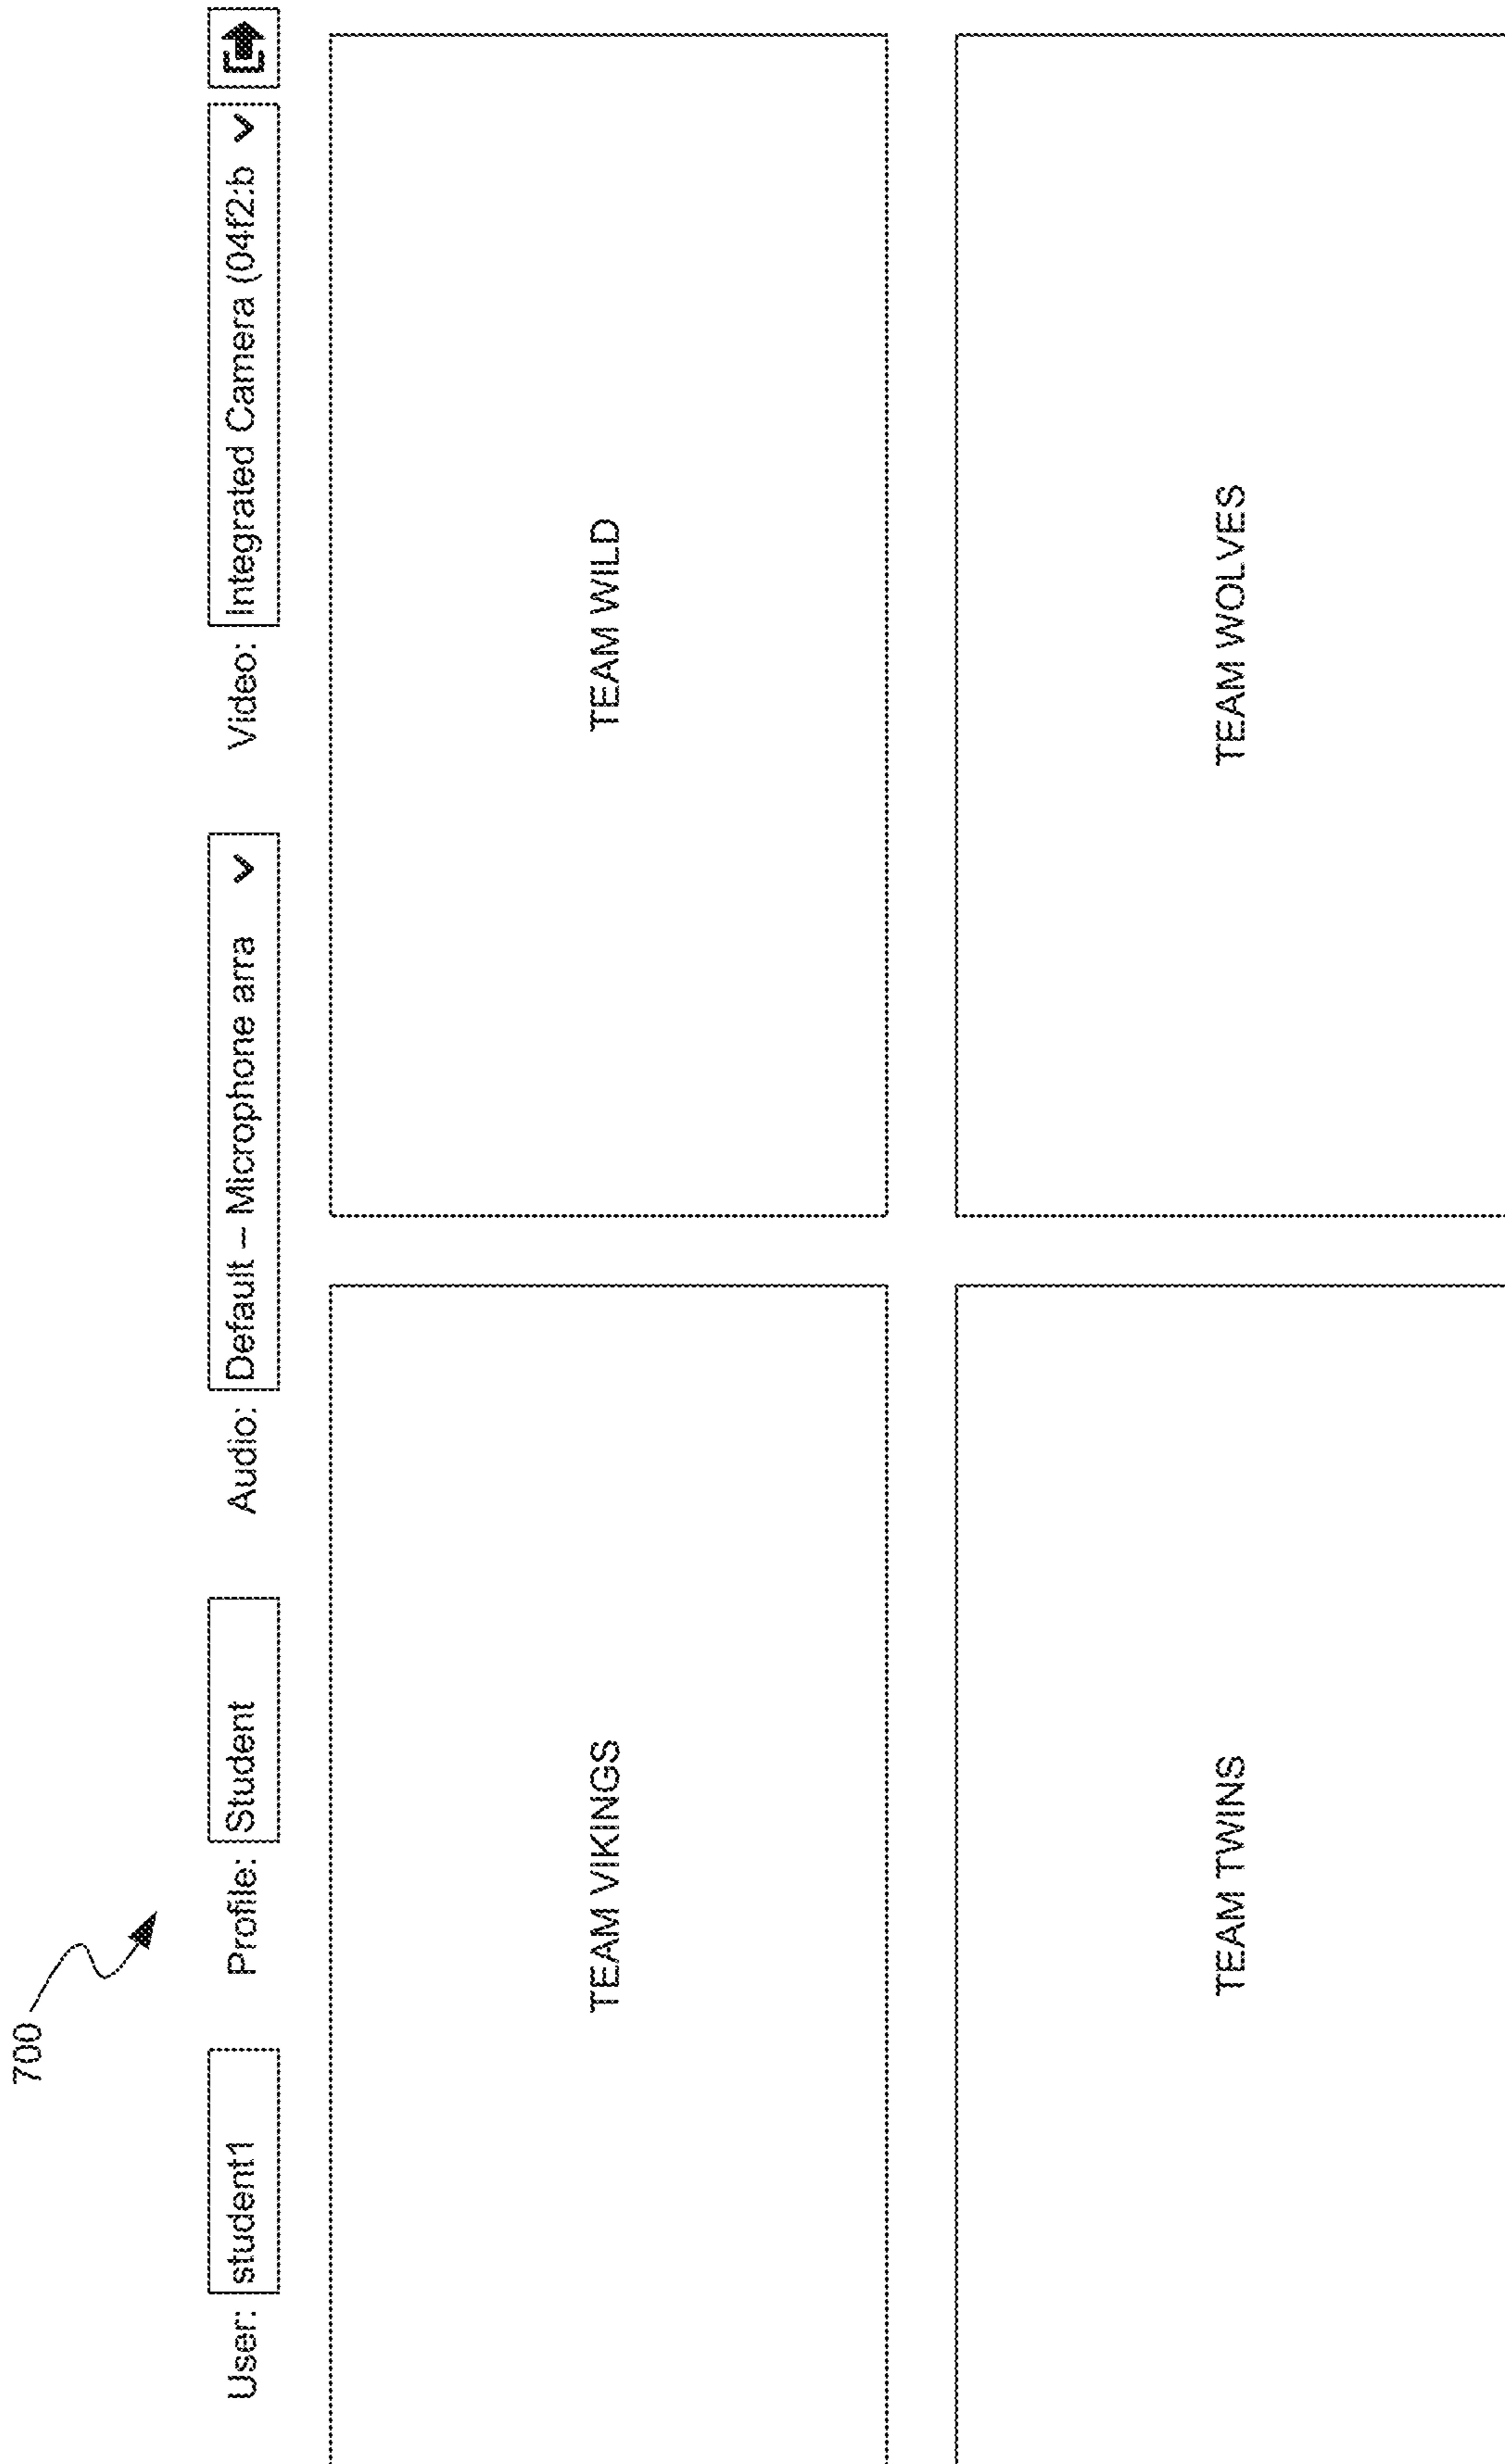 700
User: student1 Profile: Student Audio: Default – Microphone arra Video: Integrated Camera (04f2:b
TEAM VIKINGS TEAM WILD
TEAM TWINS TEAM WOLVES